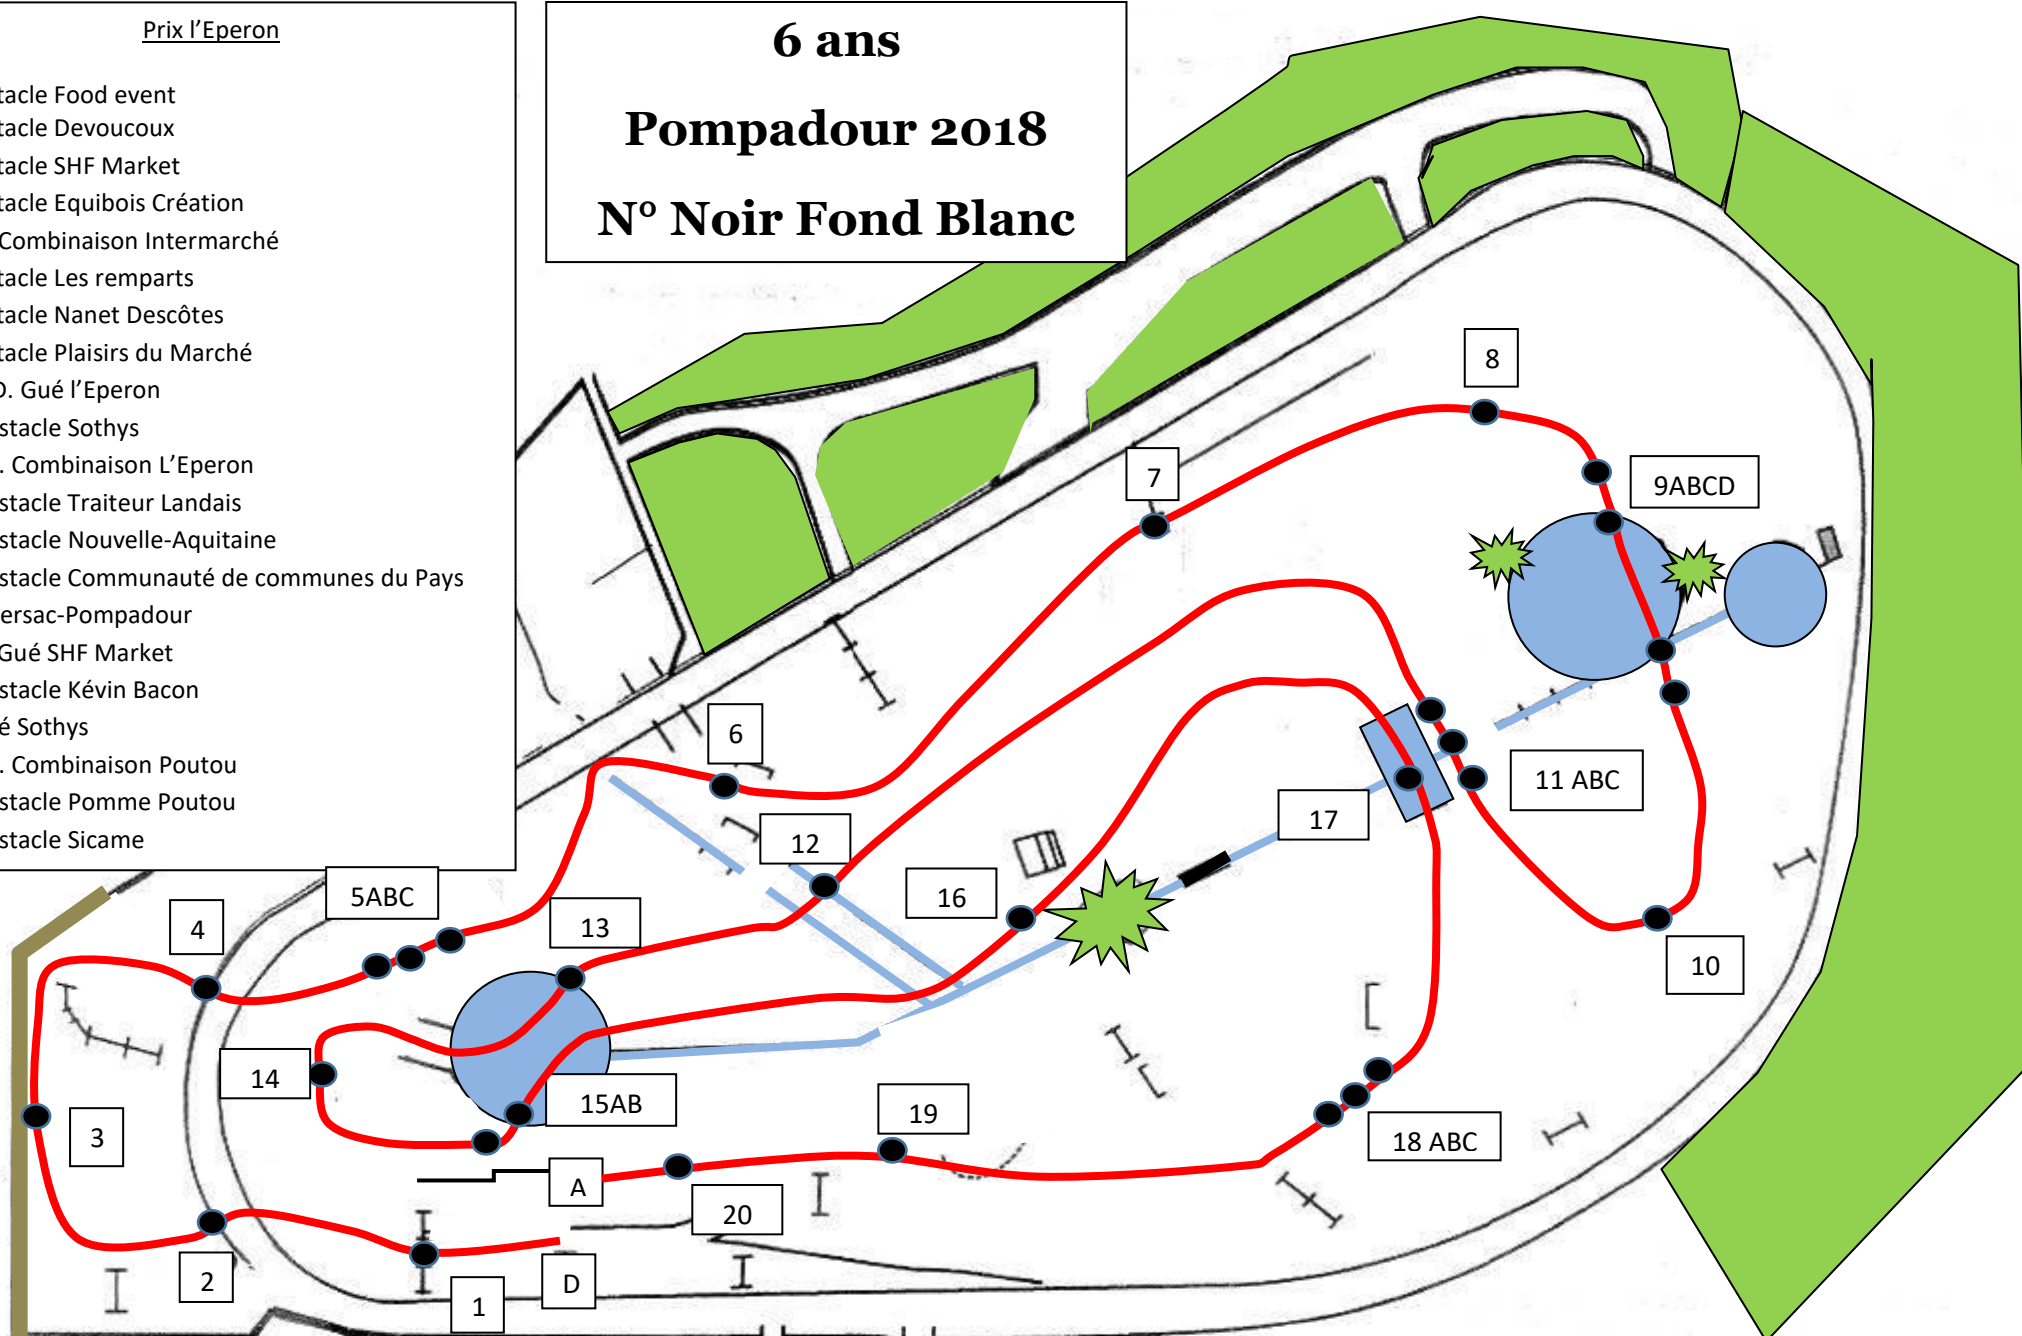 Prix l’Eperon
tacle Food event
tacle Devoucoux
tacle SHF Market
tacle Equibois Création
Combinaison Intermarché
tacle Les remparts
tacle Nanet Descôtes
tacle Plaisirs du Marché
D. Gué l’Eperon
stacle Sothys
. Combinaison L’Eperon
stacle Traiteur Landais
stacle Nouvelle-Aquitaine
stacle Communauté de communes du Pays
ersac-Pompadour
Gué SHF Market
stacle Kévin Bacon
é Sothys
. Combinaison Poutou
stacle Pomme Poutou
stacle Sicame
6 ans
Pompadour 2018
N° Noir Fond Blanc
8
7
9ABCD
6
11 ABC
17
12
5ABC
16
4
13
10
14
15AB
19
3
18 ABC
A
20
2
D
1